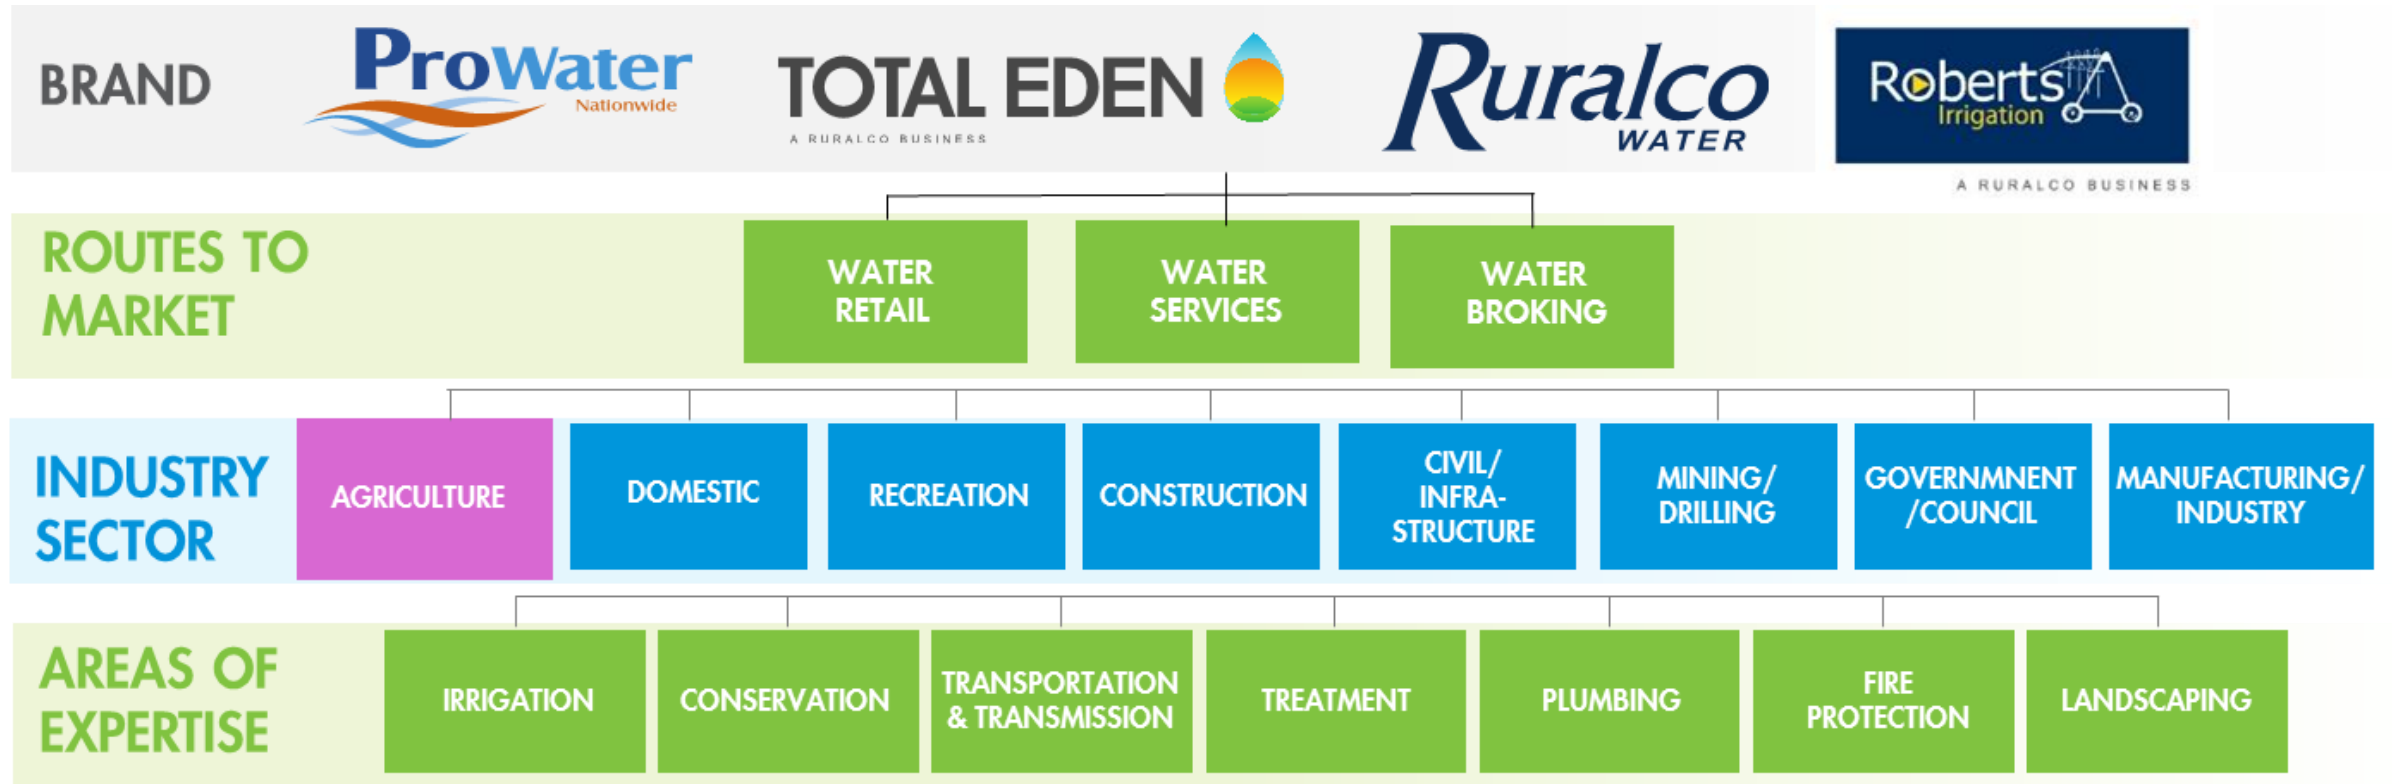 BRAND
ProWater
Nationwide
TOTAL EDEN
A RURALCO BUSINESS
Ruralco
WATER
Roberts
Irrigation
A RURALCO BUSINESS
ROUTES TO
MARKET
WATER
RETAIL
WATER
SERVICES
WATER
BROKING
INDUSTRY
SECTOR
AGRICULTURE
DOMESTIC
RECREATION
CONSTRUCTION
CIVIL/
INFRA-
STRUCTURE
MINING/
DRILLING
GOVERNMNENT
/COUNCIL
MANUFACTURING/
INDUSTRY
AREAS OF
EXPERTISE
IRRIGATION
CONSERVATION
TRANSPORTATION
& TRANSMISSION
TREATMENT
PLUMBING
FIRE
PROTECTION
LANDSCAPING